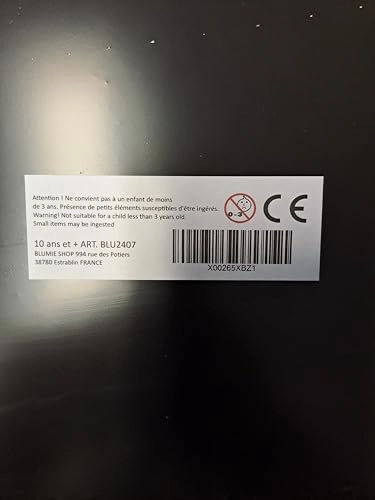 Attention ! Ne convient pas à un enfant de moins
de 3 ans. Présence de petits éléments susceptibles d'être ingérés.
Warning! Not suitable for a child less than 3 years old.
Small items may be ingested
0-3
CE
10 ans et + ART. BLU2407
BLUMIE SHOP 994 rue des Potiers
38780 Estrablin FRANCE
X00265XBZ1